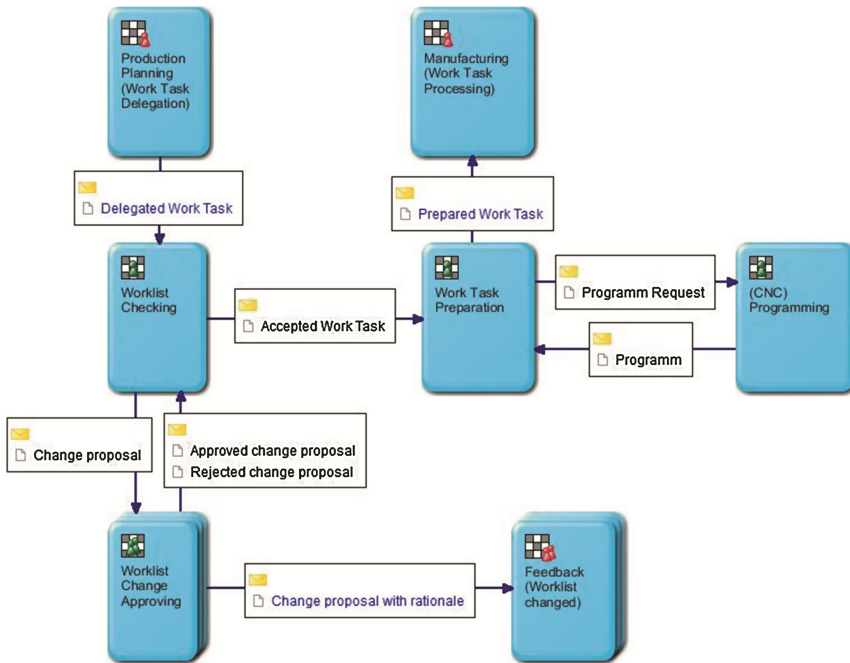 Production
Planning
(Work Task
Delegation)
Manufacturing
(Work Task
Processing)
Delegated Work Task
Prepared Work Task
Worklist
Checking
Accepted Work Task
Work Task
Preparation
Programm Request
Programm
(CNC)
Programming
Change proposal
Approved change proposal
Rejected change proposal
Worklist
Change
Approving
Change proposal with rationale
Feedback
(Worklist
changed)